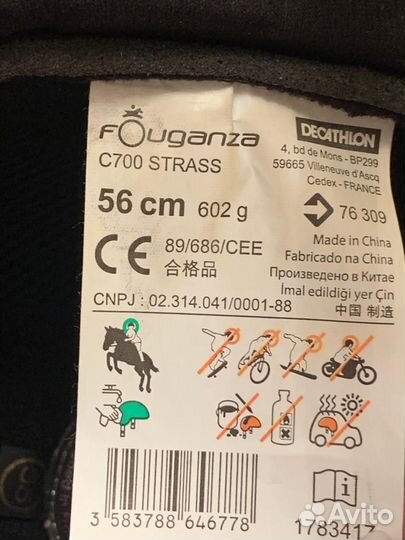 FOuganza
C700 STRASS
DECATHLON
4, bd de Mons - BP299
59665 Villeneuve d'Ascq
Cedex - FRANCE
56 cm 602 g
76 309
CE 89/686/CEE
合格品
Made in China
Fabricado na China
Произведено в Китае
İmal edildiği yer Çin
中国 制造
CNPJ : 02.314.041/0001-88
i
3 583788 646778
Avito